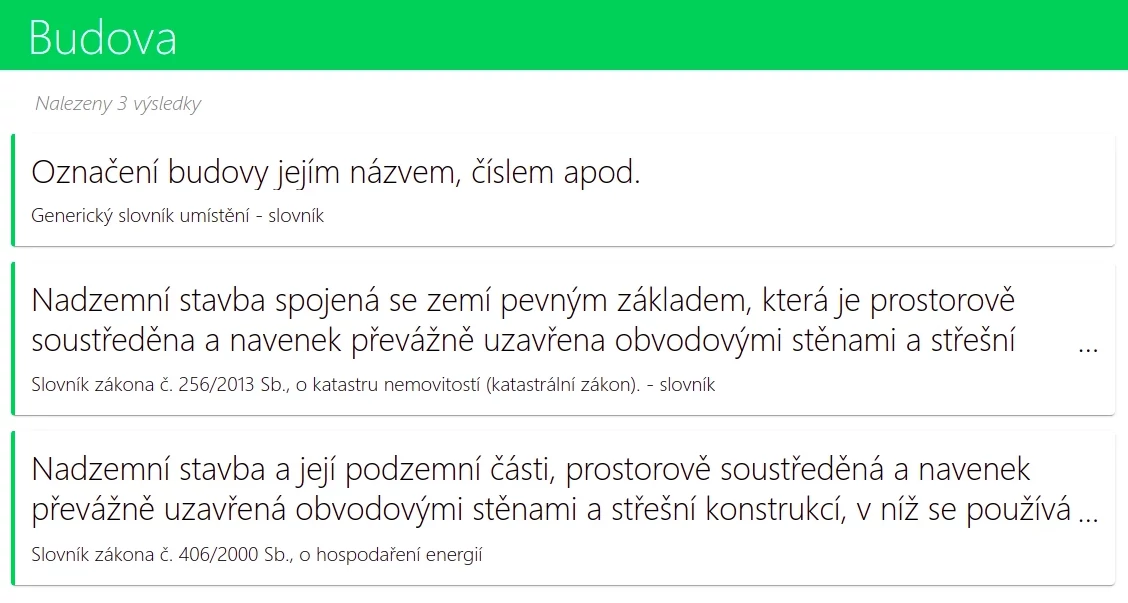 Budova
Nalezeny 3 výsledky
Označení budovy jejím názvem, číslem apod.
Generický slovník umístění - slovník
Nadzemní stavba spojená se zemí pevným základem, která je prostorově
soustředěna a navenek převážně uzavřena obvodovými stěnami a střešní ...
Slovník zákona č. 256/2013 Sb., o katastru nemovitostí (katastrální zákon). - slovník
Nadzemní stavba a její podzemní části, prostorově soustředěná a navenek
převážně uzavřená obvodovými stěnami a střešní konstrukcí, v níž se používá ...
Slovník zákona č. 406/2000 Sb., o hospodaření energií